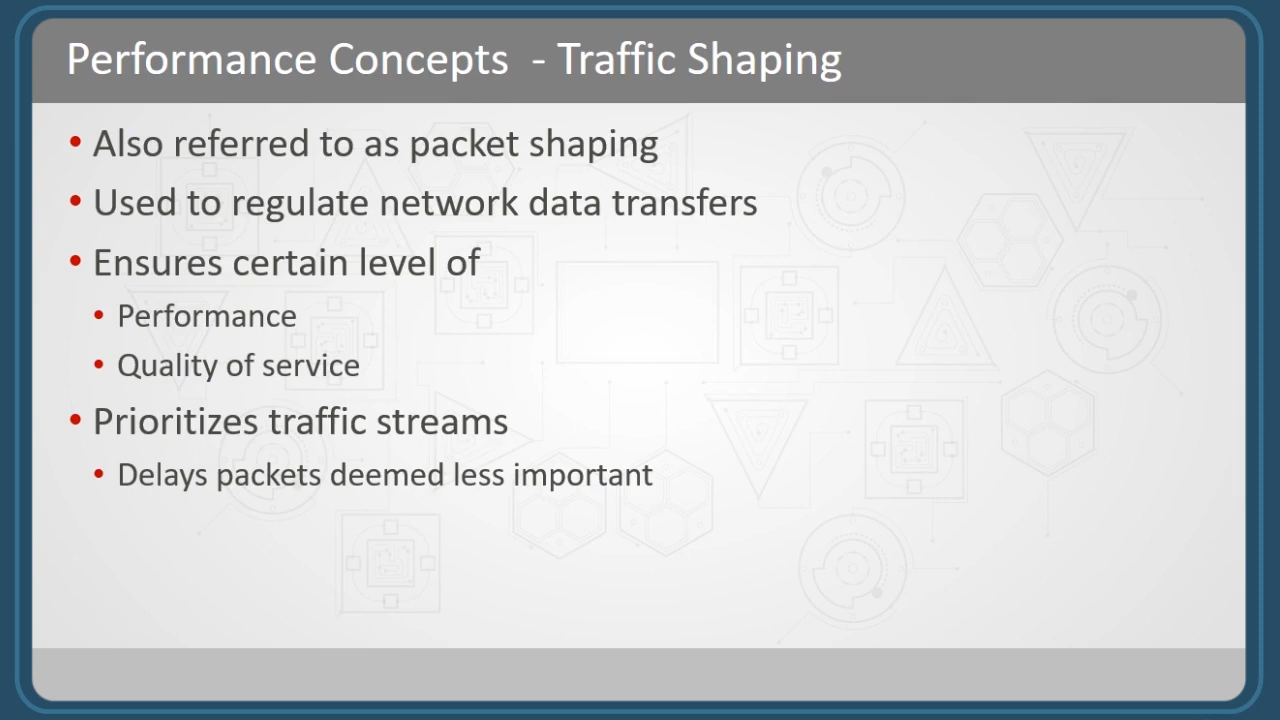 Performance Concepts - Traffic Shaping
• Also referred to as packet shaping
• Used to regulate network data transfers
• Ensures certain level of
• Performance
• Quality of service
• Prioritizes traffic streams
• Delays packets deemed less important